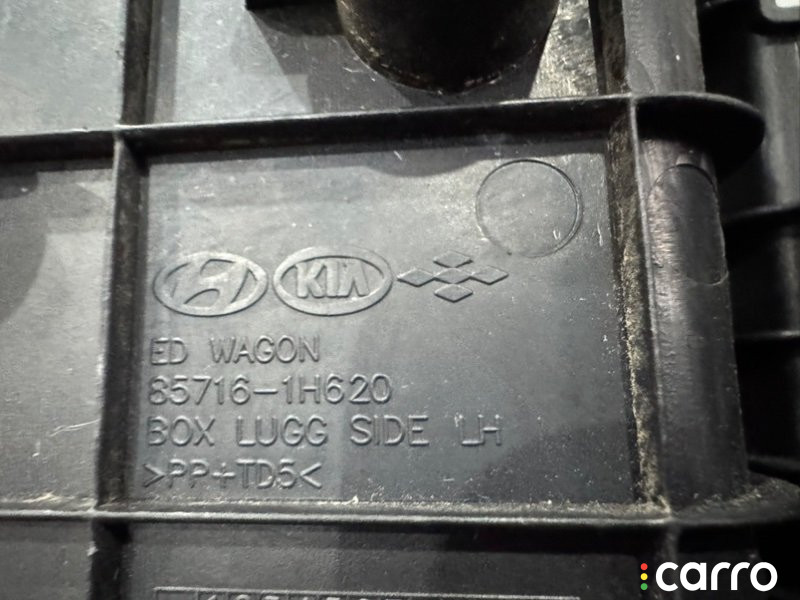 KIA
ED WAGON
85716-1H620
BOX LUGG SIDE LH
>PP+TD5<
carro